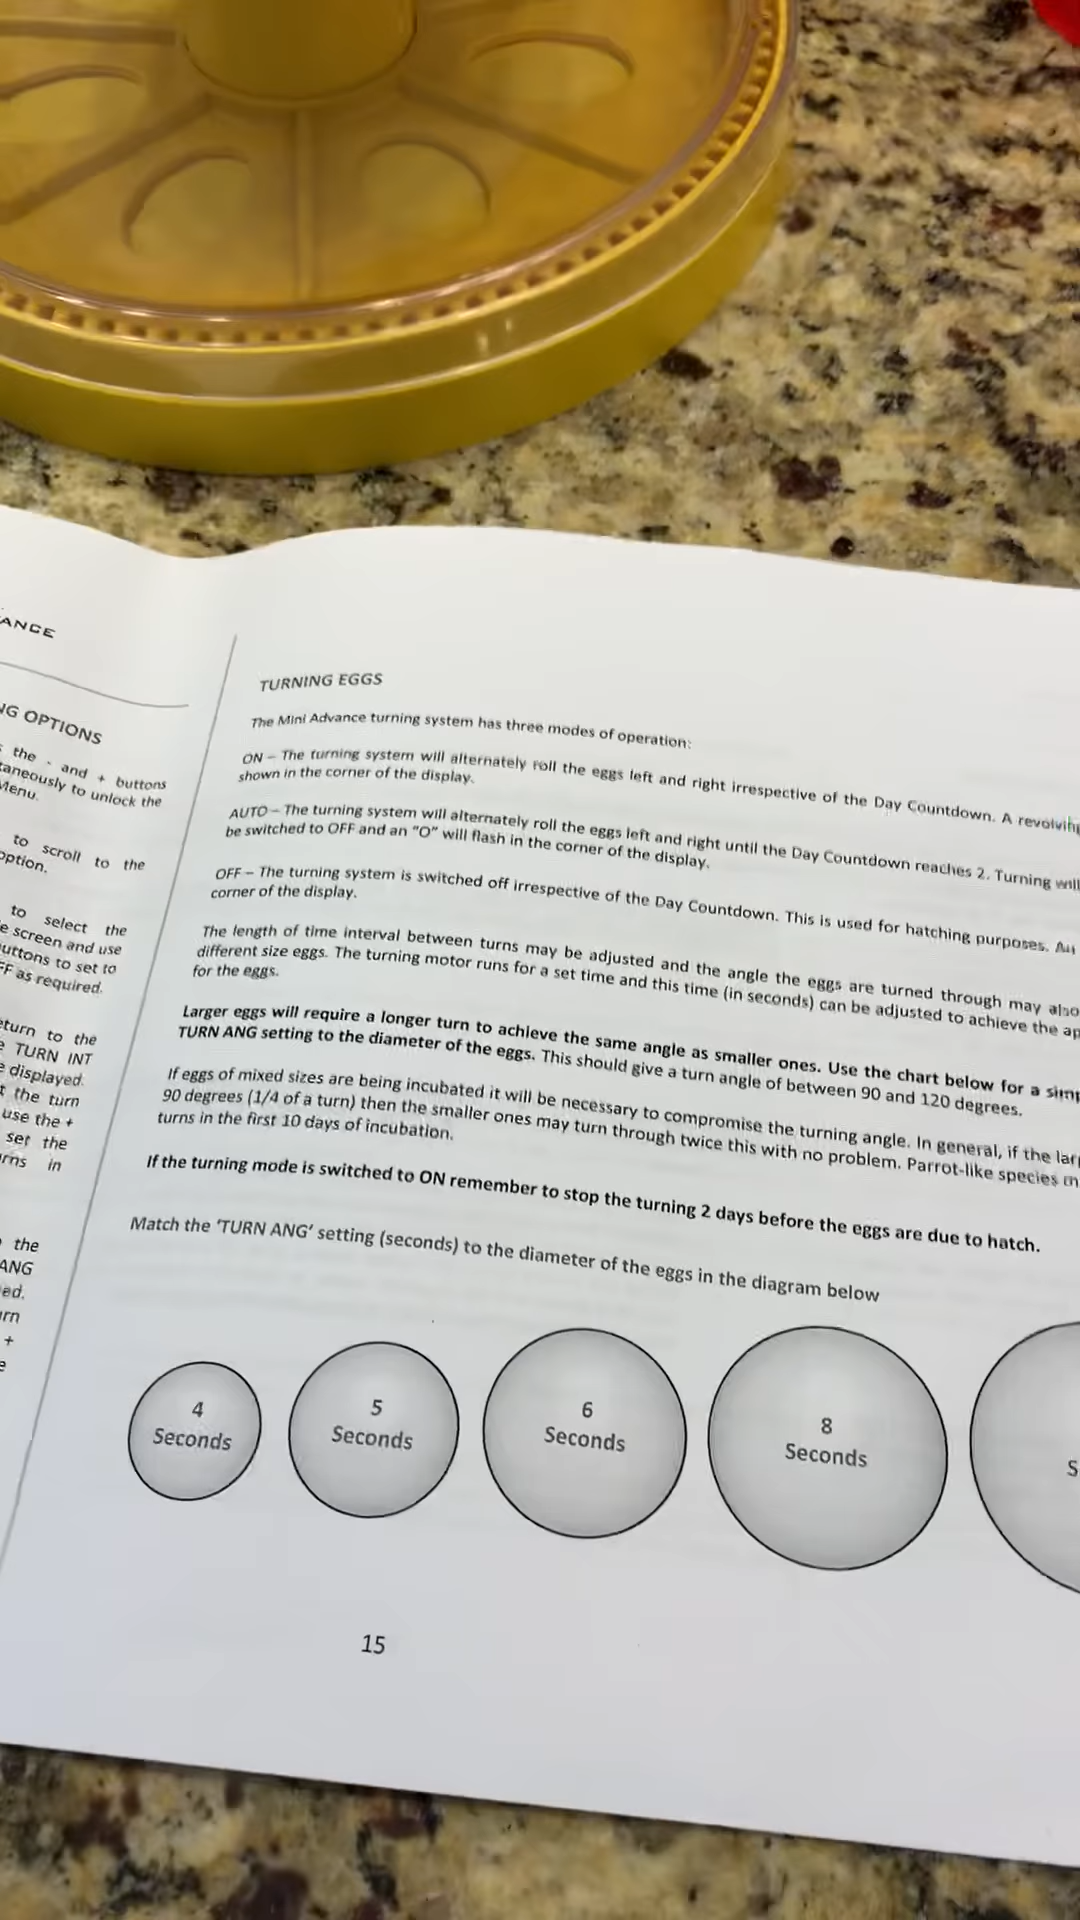 ANCE
NG OPTIONS
the - and + buttons
taneously to unlock the
Menu.
to scroll to the
option.
to select the
e screen and use
uttons to set to
FF as required.
eturn to the
e TURN INT
e displayed.
t the turn
use the +
set the
urns in
the
ANG
ed.
urn
+
e
TURNING EGGS
The Mini Advance turning system has three modes of operation:
ON – The turning system will alternately roll the eggs left and right irrespective of the Day Countdown. A revolving
shown in the corner of the display.
AUTO – The turning system will alternately roll the eggs left and right until the Day Countdown reaches 2. Turning will
be switched to OFF and an "O" will flash in the corner of the display.
OFF – The turning system is switched off irrespective of the Day Countdown. This is used for hatching purposes. An
corner of the display.
The length of time interval between turns may be adjusted and the angle the eggs are turned through may also
different size eggs. The turning motor runs for a set time and this time (in seconds) can be adjusted to achieve the ap
for the eggs.
Larger eggs will require a longer turn to achieve the same angle as smaller ones. Use the chart below for a simp
TURN ANG setting to the diameter of the eggs. This should give a turn angle of between 90 and 120 degrees.
If eggs of mixed sizes are being incubated it will be necessary to compromise the turning angle. In general, if the lar
90 degrees (1/4 of a turn) then the smaller ones may turn through twice this with no problem. Parrot-like species m
turns in the first 10 days of incubation.
If the turning mode is switched to ON remember to stop the turning 2 days before the eggs are due to hatch.
Match the 'TURN ANG' setting (seconds) to the diameter of the eggs in the diagram below
4
Seconds
5
Seconds
6
Seconds
8
Seconds
S
15